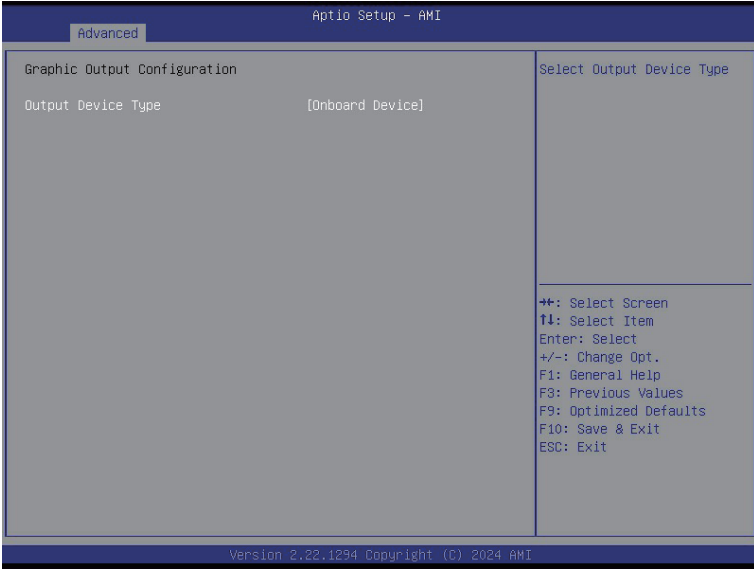 Aptio Setup – AMI
Advanced
Graphic Output Configuration
Output Device Type [Onboard Device]
Select Output Device Type
→←: Select Screen
↑↓: Select Item
Enter: Select
+/-: Change Opt.
F1: General Help
F3: Previous Values
F9: Optimized Defaults
F10: Save & Exit
ESC: Exit
Version 2.22.1294 Copyright (C) 2024 AMI